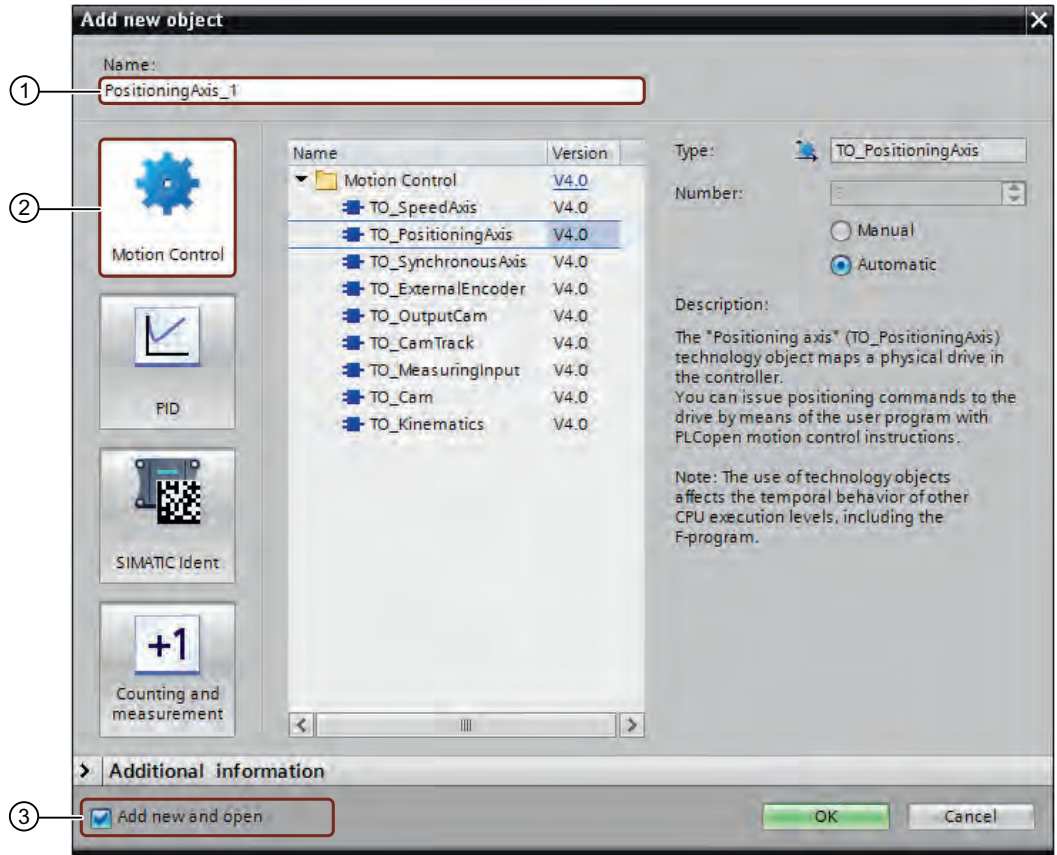 Add new object
Name:
① PositioningAxis_1
②
Motion Control
PID
SIMATIC Ident
+1
Counting and
measurement
Name Version
Motion Control V4.0
TO_SpeedAxis V4.0
TO_PositioningAxis V4.0
TO_SynchronousAxis V4.0
TO_ExternalEncoder V4.0
TO_OutputCam V4.0
TO_CamTrack V4.0
TO_MeasuringInput V4.0
TO_Cam V4.0
TO_Kinematics V4.0
Type: TO_PositioningAxis
Number:
Manual
Automatic
Description:
The "Positioning axis" (TO_PositioningAxis)
technology object maps a physical drive in
the controller.
You can issue positioning commands to the
drive by means of the user program with
PLCopen motion control instructions.
Note: The use of technology objects
affects the temporal behavior of other
CPU execution levels, including the
F-program.
Additional information
③ Add new and open
OK Cancel